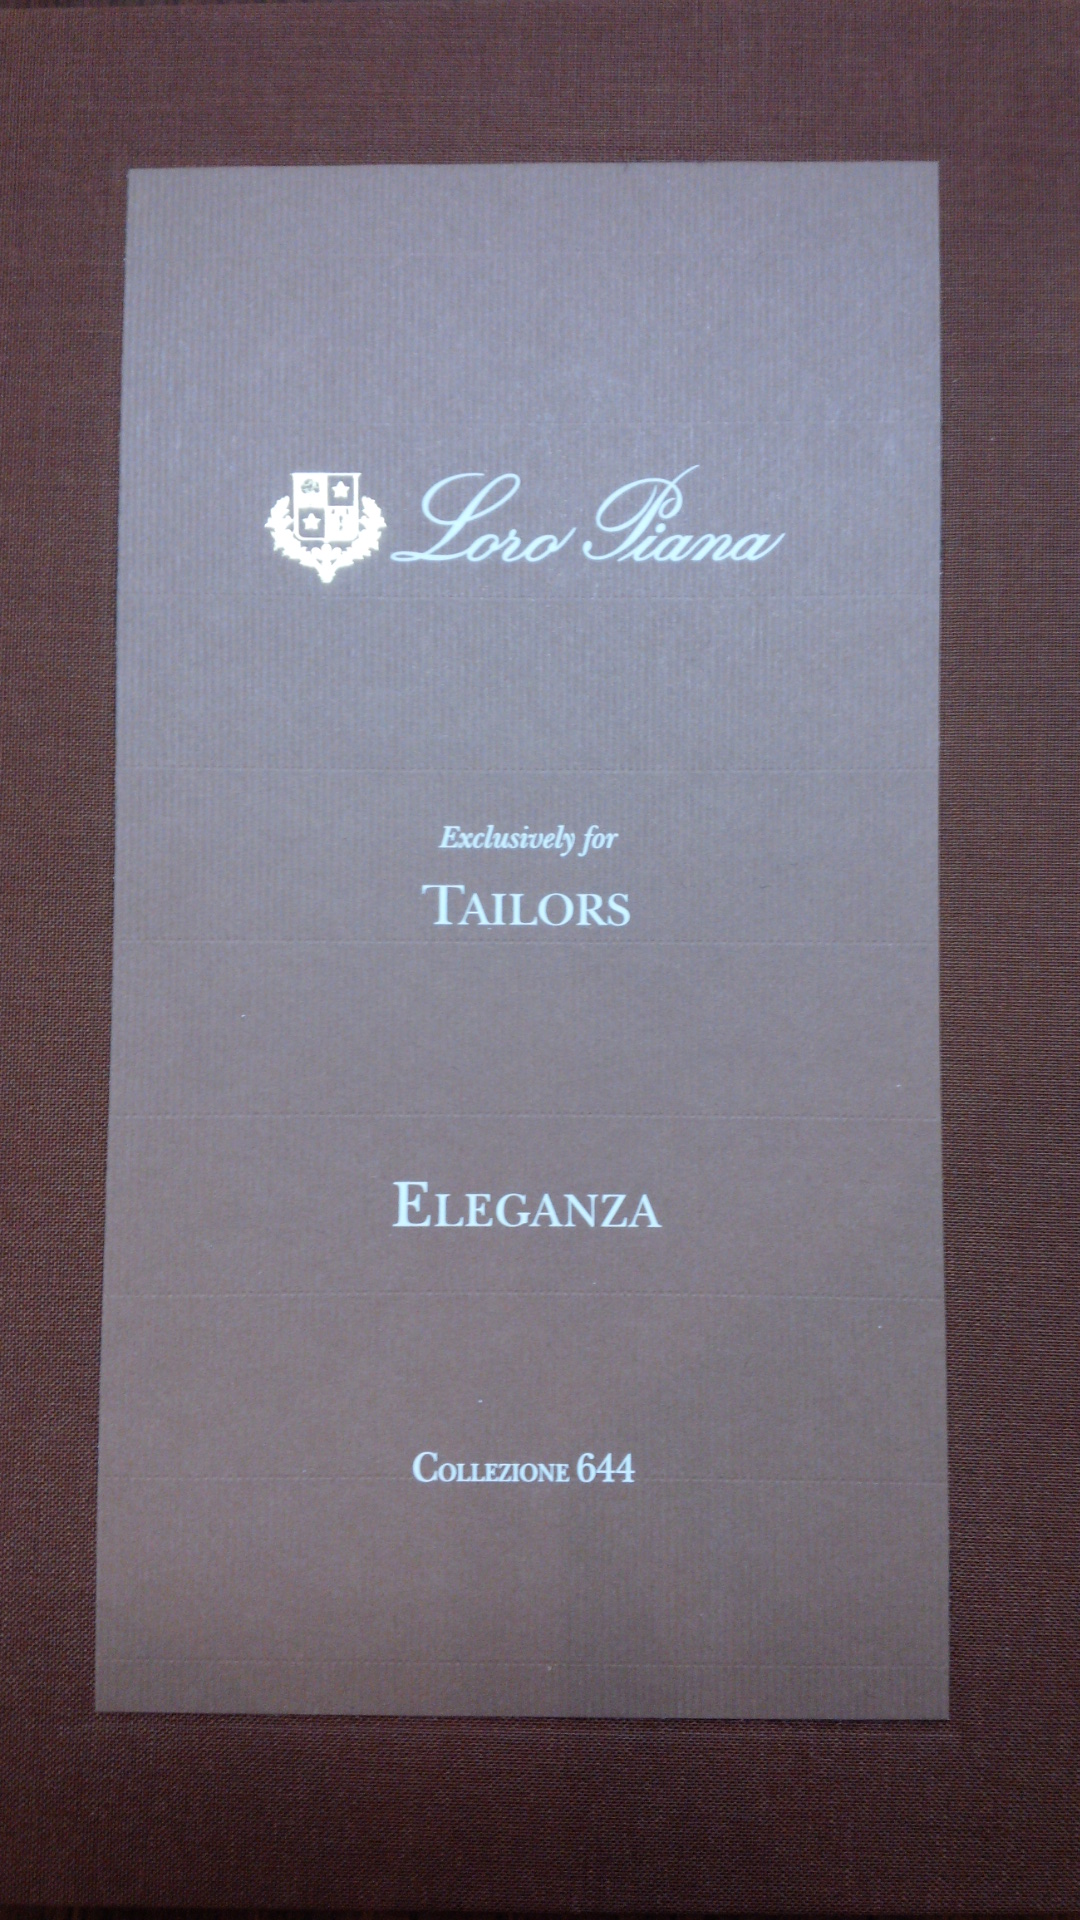 Loro Piana
Exclusively for
TAILORS
ELEGANZA
COLLEZIONE 644